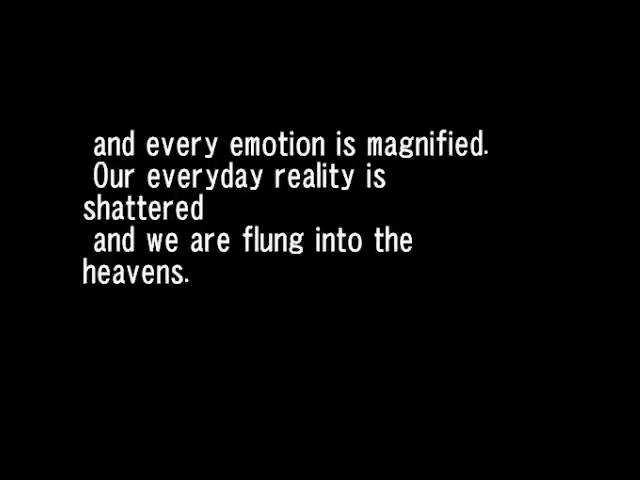 and every emotion is magnified.
Our everyday reality is
shattered
and we are flung into the
heavens.